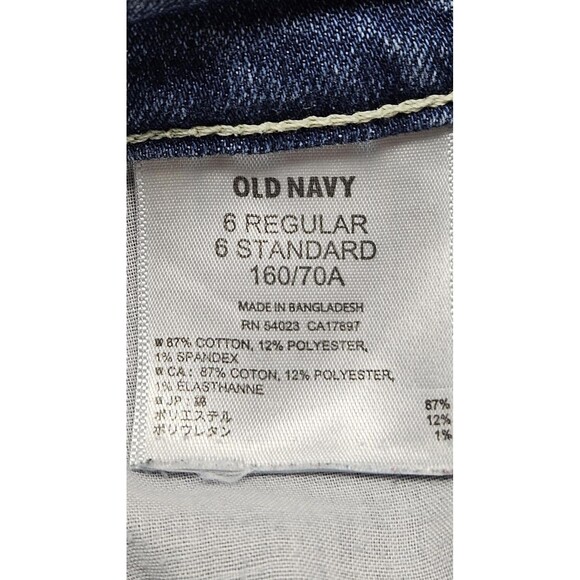 OLD NAVY
6 REGULAR
6 STANDARD
160/70A
MADE IN BANGLADESH
RN 54023 CA17897
87% COTTON, 12% POLYESTER,
1% SPANDEX
CA : 87% COTON, 12% POLYESTER,
1% ÉLASTHANNE
JP : 綿 87%
ポリエステル 12%
ポリウレタン 1%